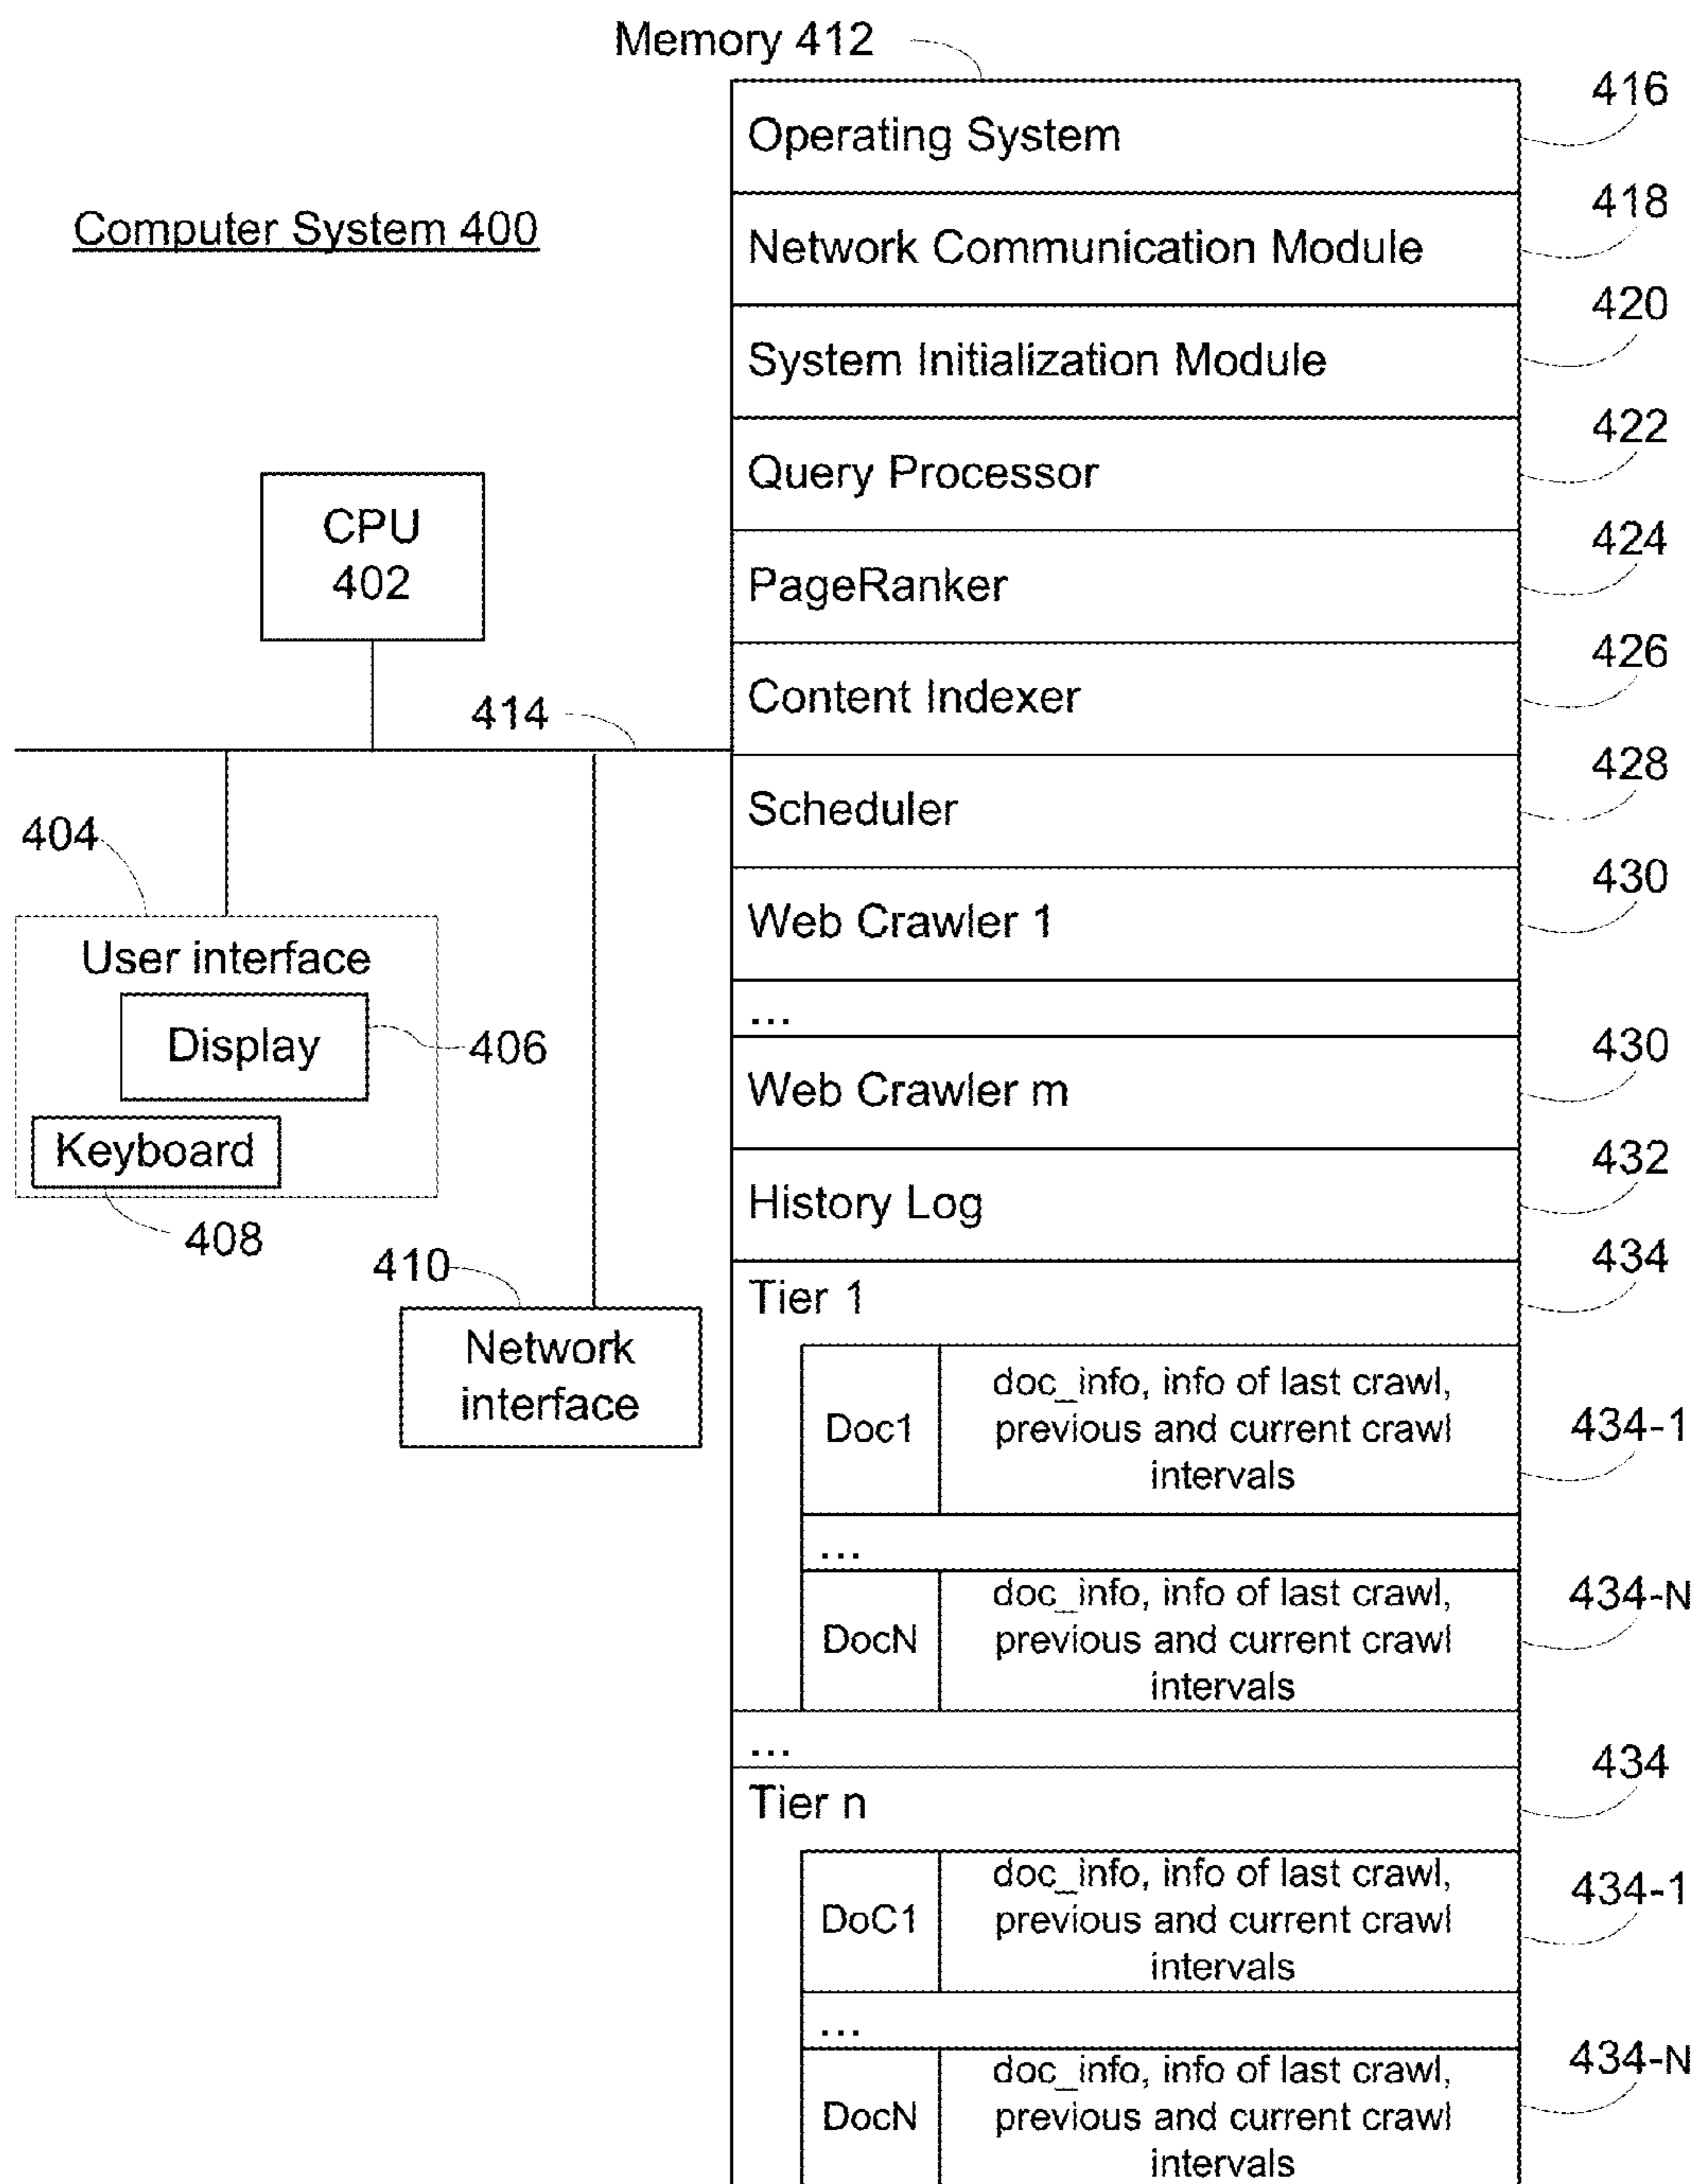 Memory 412
416
Operating System
Computer System 400
418
Network Communication Module
420
System Initialization Module
422
Query Processor
CPU
402
424
PageRanker
426
Content Indexer
414
428
Scheduler
404
430
Web Crawler 1
User interface
Display
406
...
430
Web Crawler m
Keyboard
408
432
History Log
410
434
Tier 1
Network
interface
Doc1
doc_info, info of last crawl,
previous and current crawl
intervals
434-1
...
DocN
doc_info, info of last crawl,
previous and current crawl
intervals
434-N
...
434
Tier n
DoC1
doc_info, info of last crawl,
previous and current crawl
intervals
434-1
...
DocN
doc_info, info of last crawl,
previous and current crawl
intervals
434-N